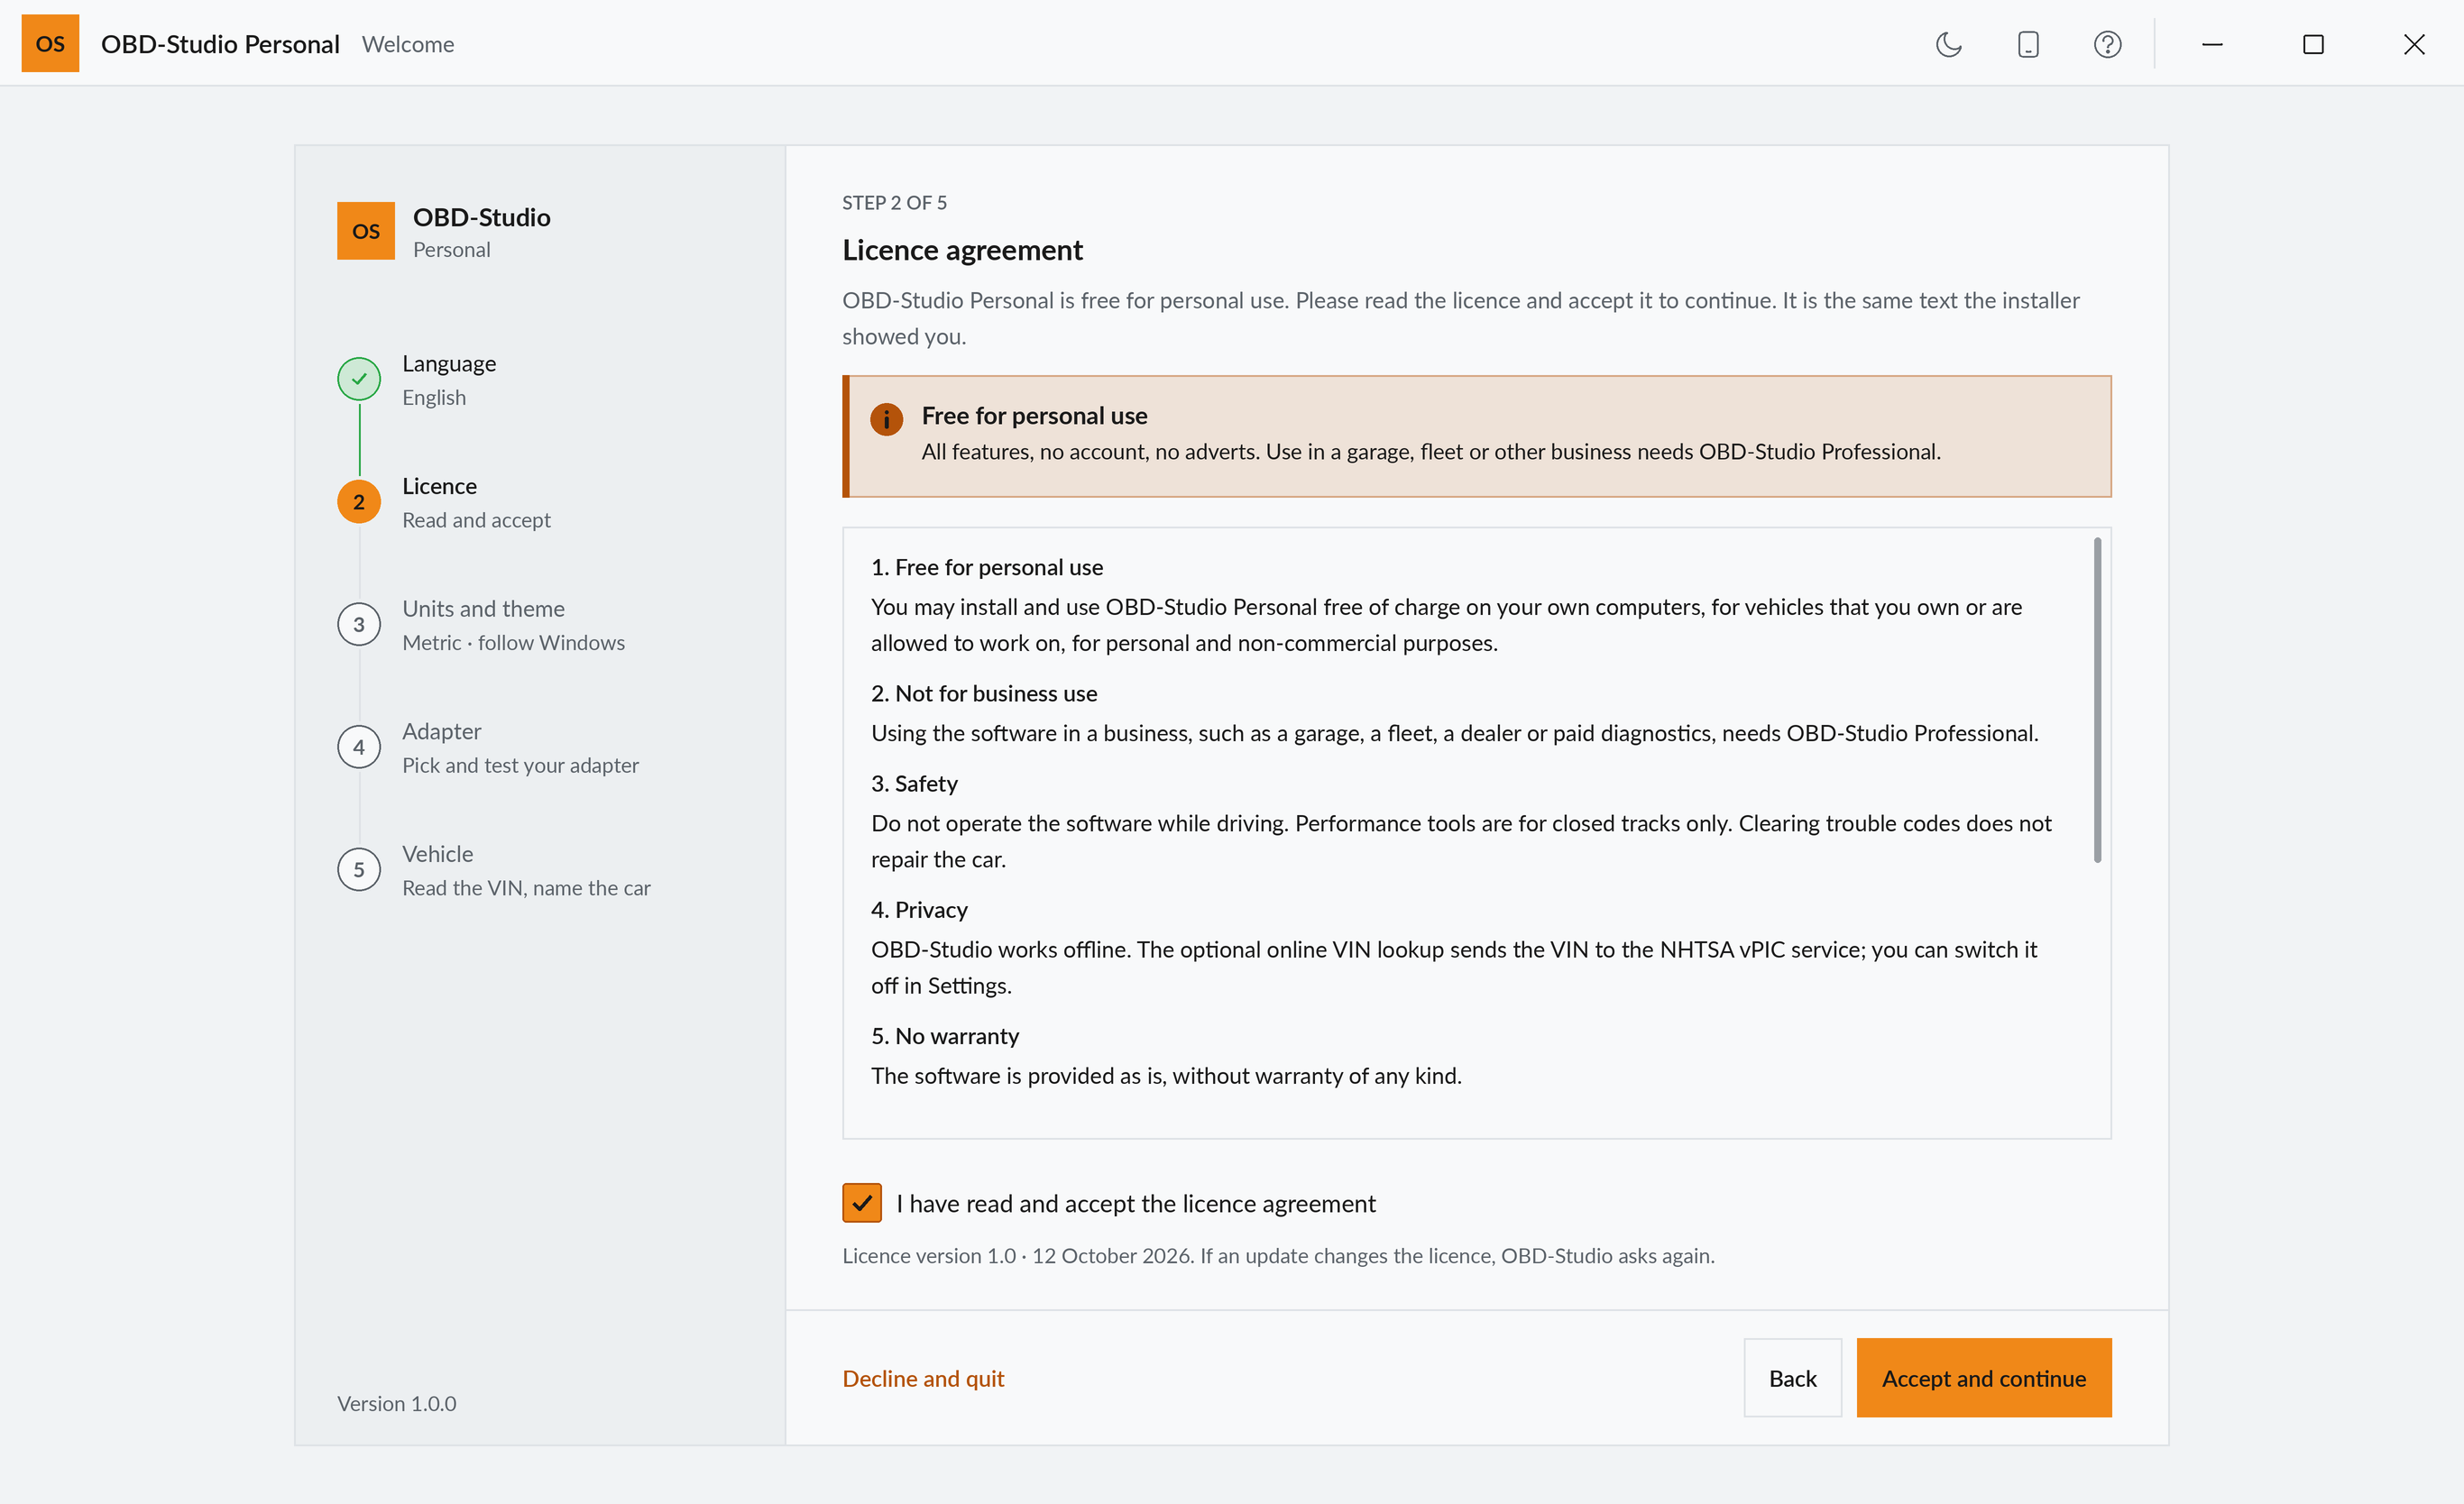 OS OBD-Studio Personal Welcome
OS
OBD-Studio
Personal
Language
English
2
Licence
Read and accept
3
Units and theme
Metric · follow Windows
4
Adapter
Pick and test your adapter
5
Vehicle
Read the VIN, name the car
Version 1.0.0
STEP 2 OF 5
Licence agreement
OBD-Studio Personal is free for personal use. Please read the licence and accept it to continue. It is the same text the installer
showed you.
Free for personal use
All features, no account, no adverts. Use in a garage, fleet or other business needs OBD-Studio Professional.
1. Free for personal use
You may install and use OBD-Studio Personal free of charge on your own computers, for vehicles that you own or are
allowed to work on, for personal and non-commercial purposes.
2. Not for business use
Using the software in a business, such as a garage, a fleet, a dealer or paid diagnostics, needs OBD-Studio Professional.
3. Safety
Do not operate the software while driving. Performance tools are for closed tracks only. Clearing trouble codes does not
repair the car.
4. Privacy
OBD-Studio works offline. The optional online VIN lookup sends the VIN to the NHTSA vPIC service; you can switch it
off in Settings.
5. No warranty
The software is provided as is, without warranty of any kind.
I have read and accept the licence agreement
Licence version 1.0 · 12 October 2026. If an update changes the licence, OBD-Studio asks again.
Decline and quit
Back
Accept and continue